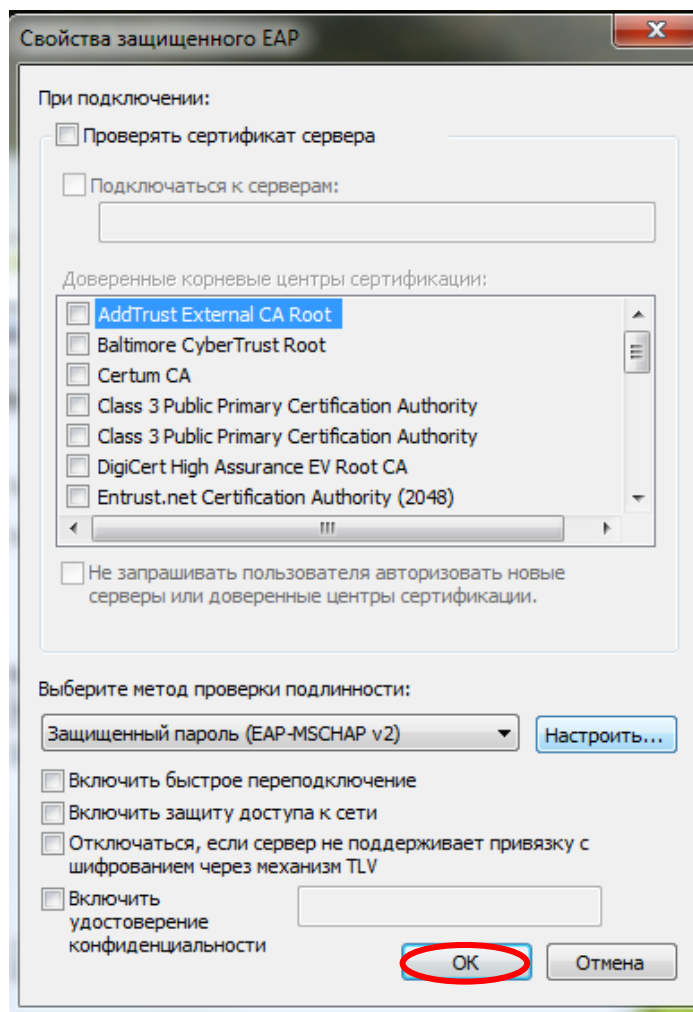 Свойства защищенного EAP
При подключении:
Проверять сертификат сервера
Подключаться к серверам:
Доверенные корневые центры сертификации:
AddTrust External CA Root
Baltimore CyberTrust Root
Certum CA
Class 3 Public Primary Certification Authority
Class 3 Public Primary Certification Authority
DigiCert High Assurance EV Root CA
Entrust.net Certification Authority (2048)
Не запрашивать пользователя авторизовать новые
серверы или доверенные центры сертификации.
Выберите метод проверки подлинности:
Защищенный пароль (EAP-MSCHAP v2)
Настроить...
Включить быстрое переподключение
Включить защиту доступа к сети
Отключаться, если сервер не поддерживает привязку с
шифрованием через механизм TLV
Включить
удостоверение
конфиденциальности
ОК
Отмена